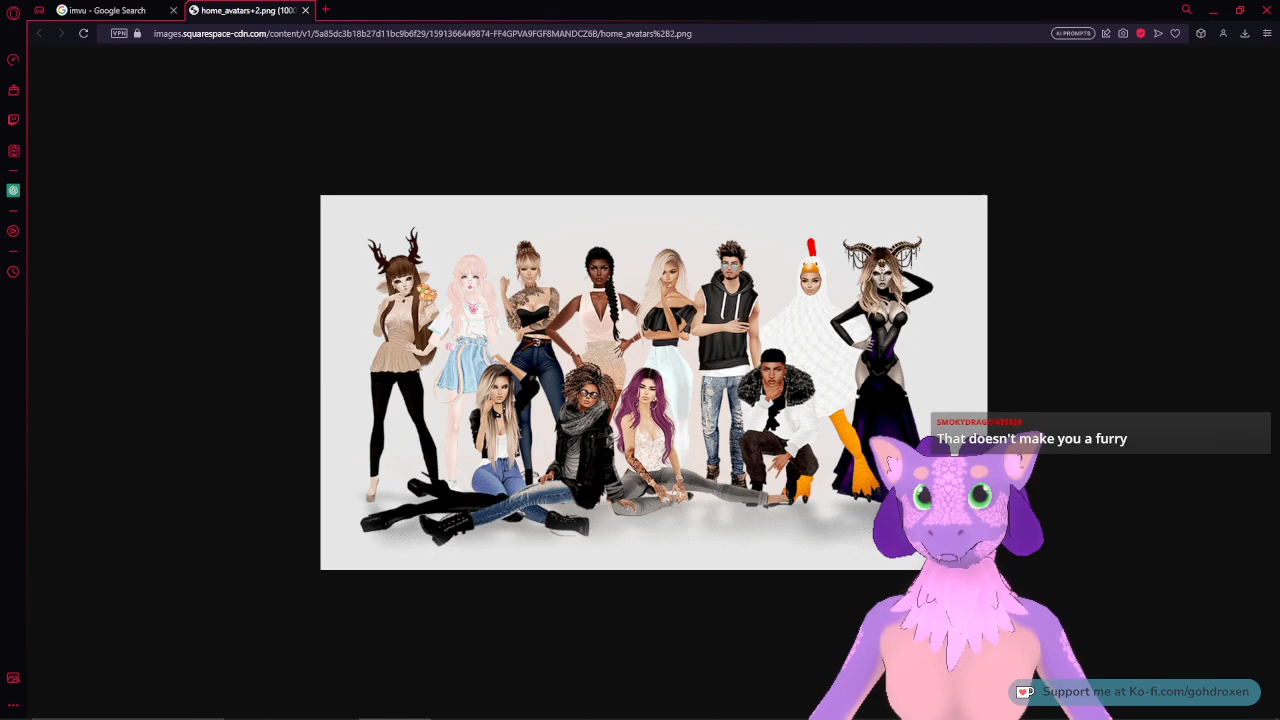 imvu - Google Search
home_avatars+2.png (1000
VPN
images.squarespace-cdn.com/content/v1/5a85dc3b18b27d11bc9b6f29/1591366449874-FF4GPVA9FGF8MANDCZ6B/home_avatars%2B2.png
AI PROMPTS
That doesn't make you a furry
Support me at Ko-fi.com/gohdroxen